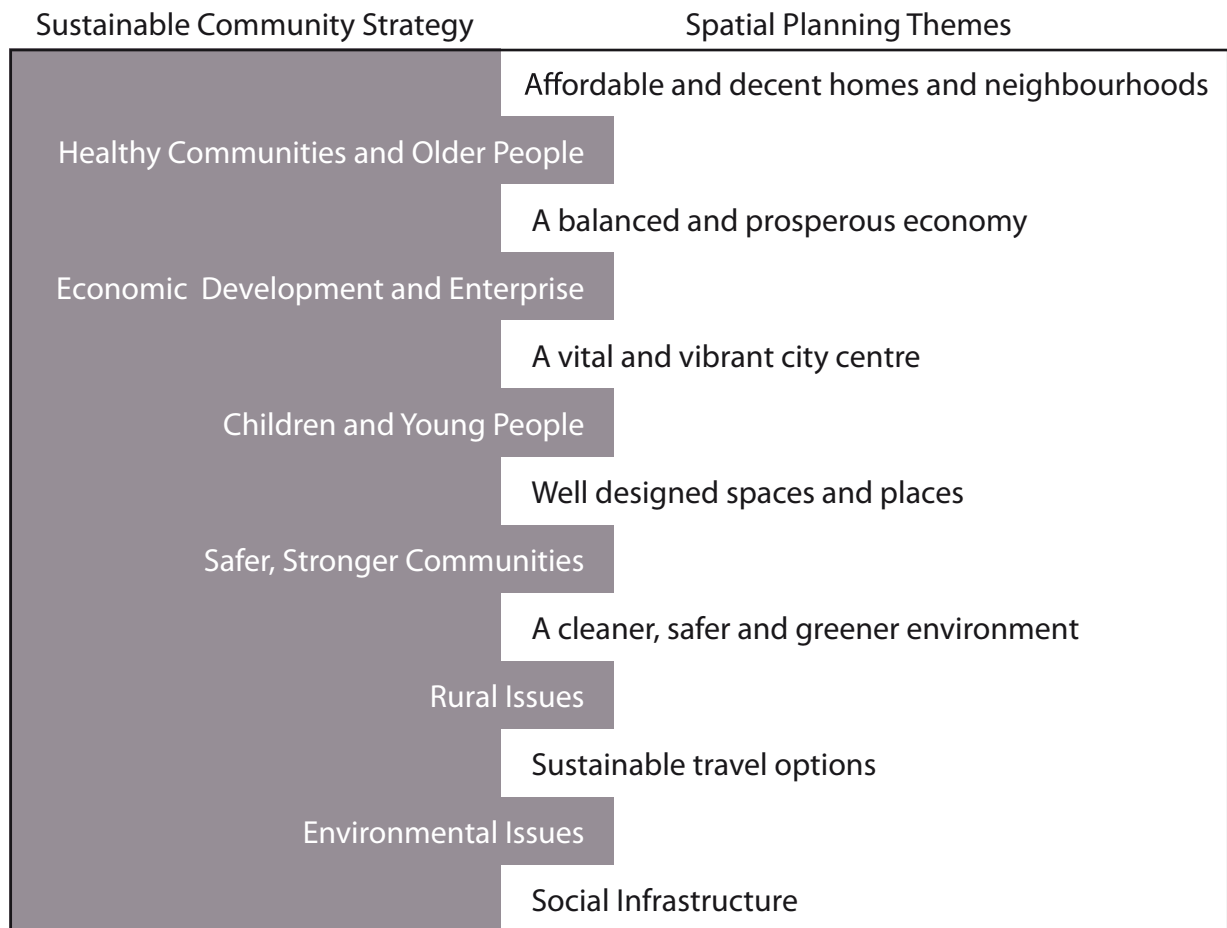 Sustainable Community Strategy
Spatial Planning Themes
Affordable and decent homes and neighbourhoods
Healthy Communities and Older People
A balanced and prosperous economy
Economic  Development and Enterprise
A vital and vibrant city centre
Children and Young People
Well designed spaces and places
Safer, Stronger Communities
A cleaner, safer and greener environment
Rural Issues
Sustainable travel options
Environmental Issues
Social Infrastructure